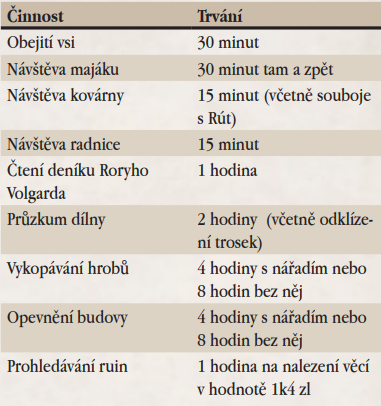 Činnost Trvání
Obejití vsi 30 minut
Návštěva majáku 30 minut tam a zpět
Návštěva kovárny 15 minut (včetně souboje
s Rút)
Návštěva radnice 15 minut
Čtení deníku Roryho 1 hodina
Volgarda
Průzkum dílny 2 hodiny (včetně odklíze-
ní trosek)
Vykopávání hrobů 4 hodiny s nářadím nebo
8 hodin bez něj
Opevnění budovy 4 hodiny s nářadím nebo
8 hodin bez něj
Prohledávání ruin 1 hodina na nalezení věcí
v hodnotě 1k4 zl